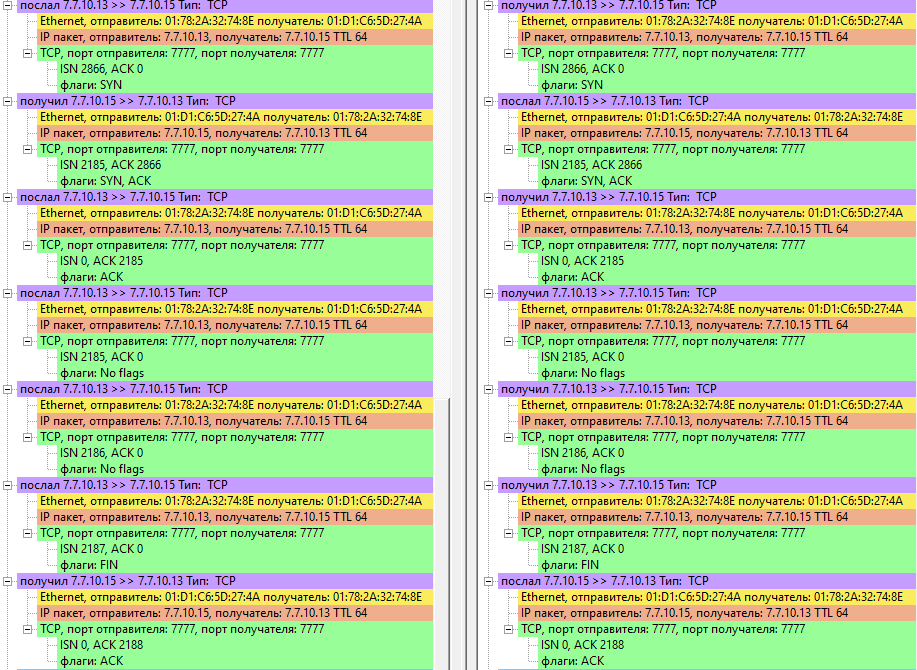 послал 7.7.10.13 >> 7.7.10.15 Тип: TCP
Ethernet, отправитель: 01:78:2A:32:74:8E получатель: 01:D1:C6:5D:27:4A
IP пакет, отправитель: 7.7.10.13, получатель: 7.7.10.15 TTL 64
TCP, порт отправителя: 7777, порт получателя: 7777
ISN 2866, ACK 0
флаги: SYN
получил 7.7.10.15 >> 7.7.10.13 Тип: TCP
Ethernet, отправитель: 01:D1:C6:5D:27:4A получатель: 01:78:2A:32:74:8E
IP пакет, отправитель: 7.7.10.15, получатель: 7.7.10.13 TTL 64
TCP, порт отправителя: 7777, порт получателя: 7777
ISN 2185, ACK 2866
флаги: SYN, ACK
послал 7.7.10.13 >> 7.7.10.15 Тип: TCP
Ethernet, отправитель: 01:78:2A:32:74:8E получатель: 01:D1:C6:5D:27:4A
IP пакет, отправитель: 7.7.10.13, получатель: 7.7.10.15 TTL 64
TCP, порт отправителя: 7777, порт получателя: 7777
ISN 0, ACK 2185
флаги: ACK
послал 7.7.10.13 >> 7.7.10.15 Тип: TCP
Ethernet, отправитель: 01:78:2A:32:74:8E получатель: 01:D1:C6:5D:27:4A
IP пакет, отправитель: 7.7.10.13, получатель: 7.7.10.15 TTL 64
TCP, порт отправителя: 7777, порт получателя: 7777
ISN 2185, ACK 0
флаги: No flags
послал 7.7.10.13 >> 7.7.10.15 Тип: TCP
Ethernet, отправитель: 01:78:2A:32:74:8E получатель: 01:D1:C6:5D:27:4A
IP пакет, отправитель: 7.7.10.13, получатель: 7.7.10.15 TTL 64
TCP, порт отправителя: 7777, порт получателя: 7777
ISN 2186, ACK 0
флаги: No flags
послал 7.7.10.13 >> 7.7.10.15 Тип: TCP
Ethernet, отправитель: 01:78:2A:32:74:8E получатель: 01:D1:C6:5D:27:4A
IP пакет, отправитель: 7.7.10.13, получатель: 7.7.10.15 TTL 64
TCP, порт отправителя: 7777, порт получателя: 7777
ISN 2187, ACK 0
флаги: FIN
получил 7.7.10.15 >> 7.7.10.13 Тип: TCP
Ethernet, отправитель: 01:D1:C6:5D:27:4A получатель: 01:78:2A:32:74:8E
IP пакет, отправитель: 7.7.10.15, получатель: 7.7.10.13 TTL 64
TCP, порт отправителя: 7777, порт получателя: 7777
ISN 0, ACK 2188
флаги: ACK
получил 7.7.10.13 >> 7.7.10.15 Тип: TCP
Ethernet, отправитель: 01:78:2A:32:74:8E получатель: 01:D1:C6:5D:27:4A
IP пакет, отправитель: 7.7.10.13, получатель: 7.7.10.15 TTL 64
TCP, порт отправителя: 7777, порт получателя: 7777
ISN 2866, ACK 0
флаги: SYN
послал 7.7.10.15 >> 7.7.10.13 Тип: TCP
Ethernet, отправитель: 01:D1:C6:5D:27:4A получатель: 01:78:2A:32:74:8E
IP пакет, отправитель: 7.7.10.15, получатель: 7.7.10.13 TTL 64
TCP, порт отправителя: 7777, порт получателя: 7777
ISN 2185, ACK 2866
флаги: SYN, ACK
получил 7.7.10.13 >> 7.7.10.15 Тип: TCP
Ethernet, отправитель: 01:78:2A:32:74:8E получатель: 01:D1:C6:5D:27:4A
IP пакет, отправитель: 7.7.10.13, получатель: 7.7.10.15 TTL 64
TCP, порт отправителя: 7777, порт получателя: 7777
ISN 0, ACK 2185
флаги: ACK
получил 7.7.10.13 >> 7.7.10.15 Тип: TCP
Ethernet, отправитель: 01:78:2A:32:74:8E получатель: 01:D1:C6:5D:27:4A
IP пакет, отправитель: 7.7.10.13, получатель: 7.7.10.15 TTL 64
TCP, порт отправителя: 7777, порт получателя: 7777
ISN 2185, ACK 0
флаги: No flags
получил 7.7.10.13 >> 7.7.10.15 Тип: TCP
Ethernet, отправитель: 01:78:2A:32:74:8E получатель: 01:D1:C6:5D:27:4A
IP пакет, отправитель: 7.7.10.13, получатель: 7.7.10.15 TTL 64
TCP, порт отправителя: 7777, порт получателя: 7777
ISN 2186, ACK 0
флаги: No flags
получил 7.7.10.13 >> 7.7.10.15 Тип: TCP
Ethernet, отправитель: 01:78:2A:32:74:8E получатель: 01:D1:C6:5D:27:4A
IP пакет, отправитель: 7.7.10.13, получатель: 7.7.10.15 TTL 64
TCP, порт отправителя: 7777, порт получателя: 7777
ISN 2187, ACK 0
флаги: FIN
послал 7.7.10.15 >> 7.7.10.13 Тип: TCP
Ethernet, отправитель: 01:D1:C6:5D:27:4A получатель: 01:78:2A:32:74:8E
IP пакет, отправитель: 7.7.10.15, получатель: 7.7.10.13 TTL 64
TCP, порт отправителя: 7777, порт получателя: 7777
ISN 0, ACK 2188
флаги: ACK